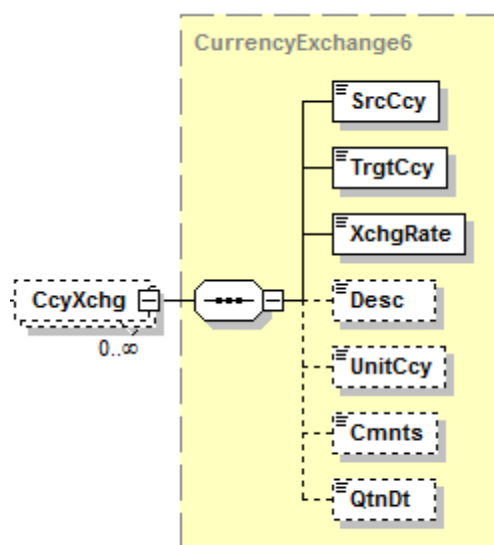 CurrencyExchange6
SrcCcy
TrgtCcy
XchgRate
CcyXchg
0..∞
Desc
UnitCcy
Cmnts
QtnDt